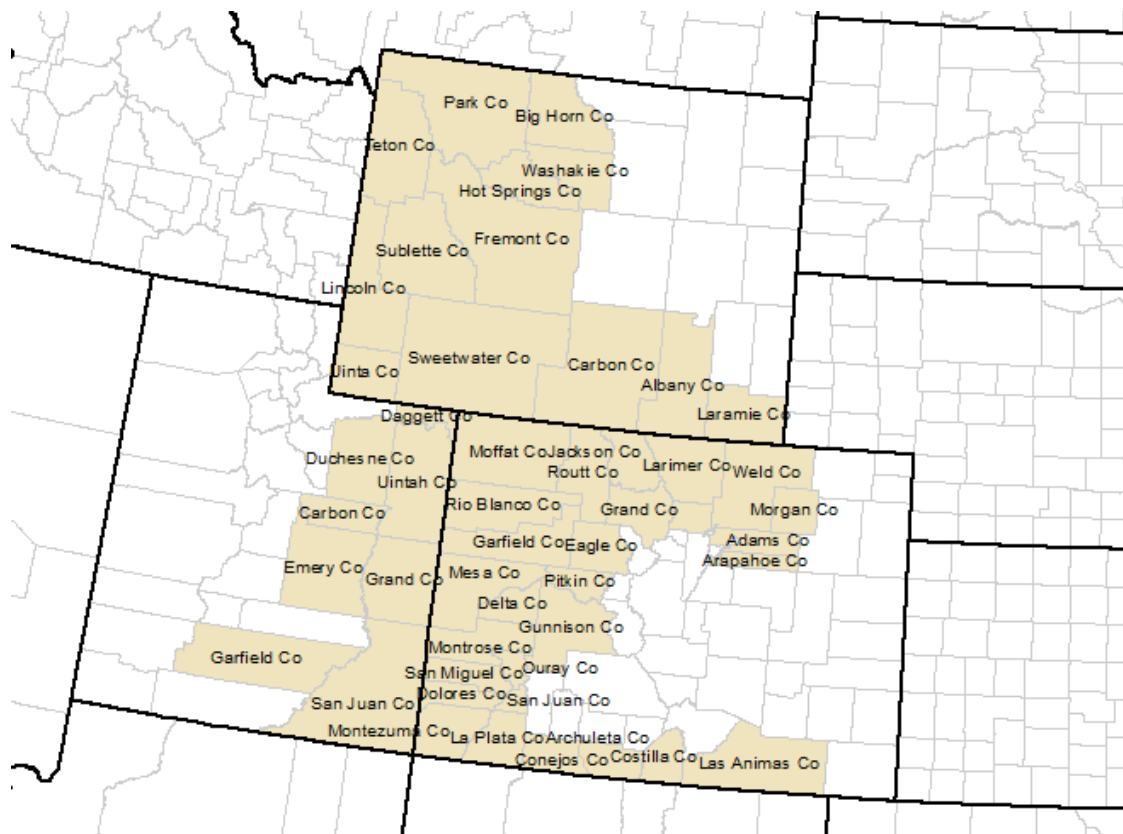 Park Co
Big Horn Co
Teton Co
Washakie Co
Hot Springs Co
Fremont Co
Sublette Co
Lincoln Co
Sweetwater Co
Carbon Co
Uinta Co
Albany Co
Laramie Co
Daggett Co
Moffat Co
Jackson Co
Duchesne Co
Larimer Co
Routt Co
Weld Co
Uintah Co
Rio Blanco Co
Carbon Co
Grand Co
Morgan Co
Garfield Co
Eagle Co
Adams Co
Arapahoe Co
Emery Co
Grand Co
Mesa Co
Pitkin Co
Delta Co
Gunnison Co
Montrose Co
Garfield Co
San Miguel Co
Ouray Co
Dolores Co
San Juan Co
San Juan Co
Montezuma Co
La Plata Co
Archuleta Co
Conejos Co
Costilla Co
Las Animas Co